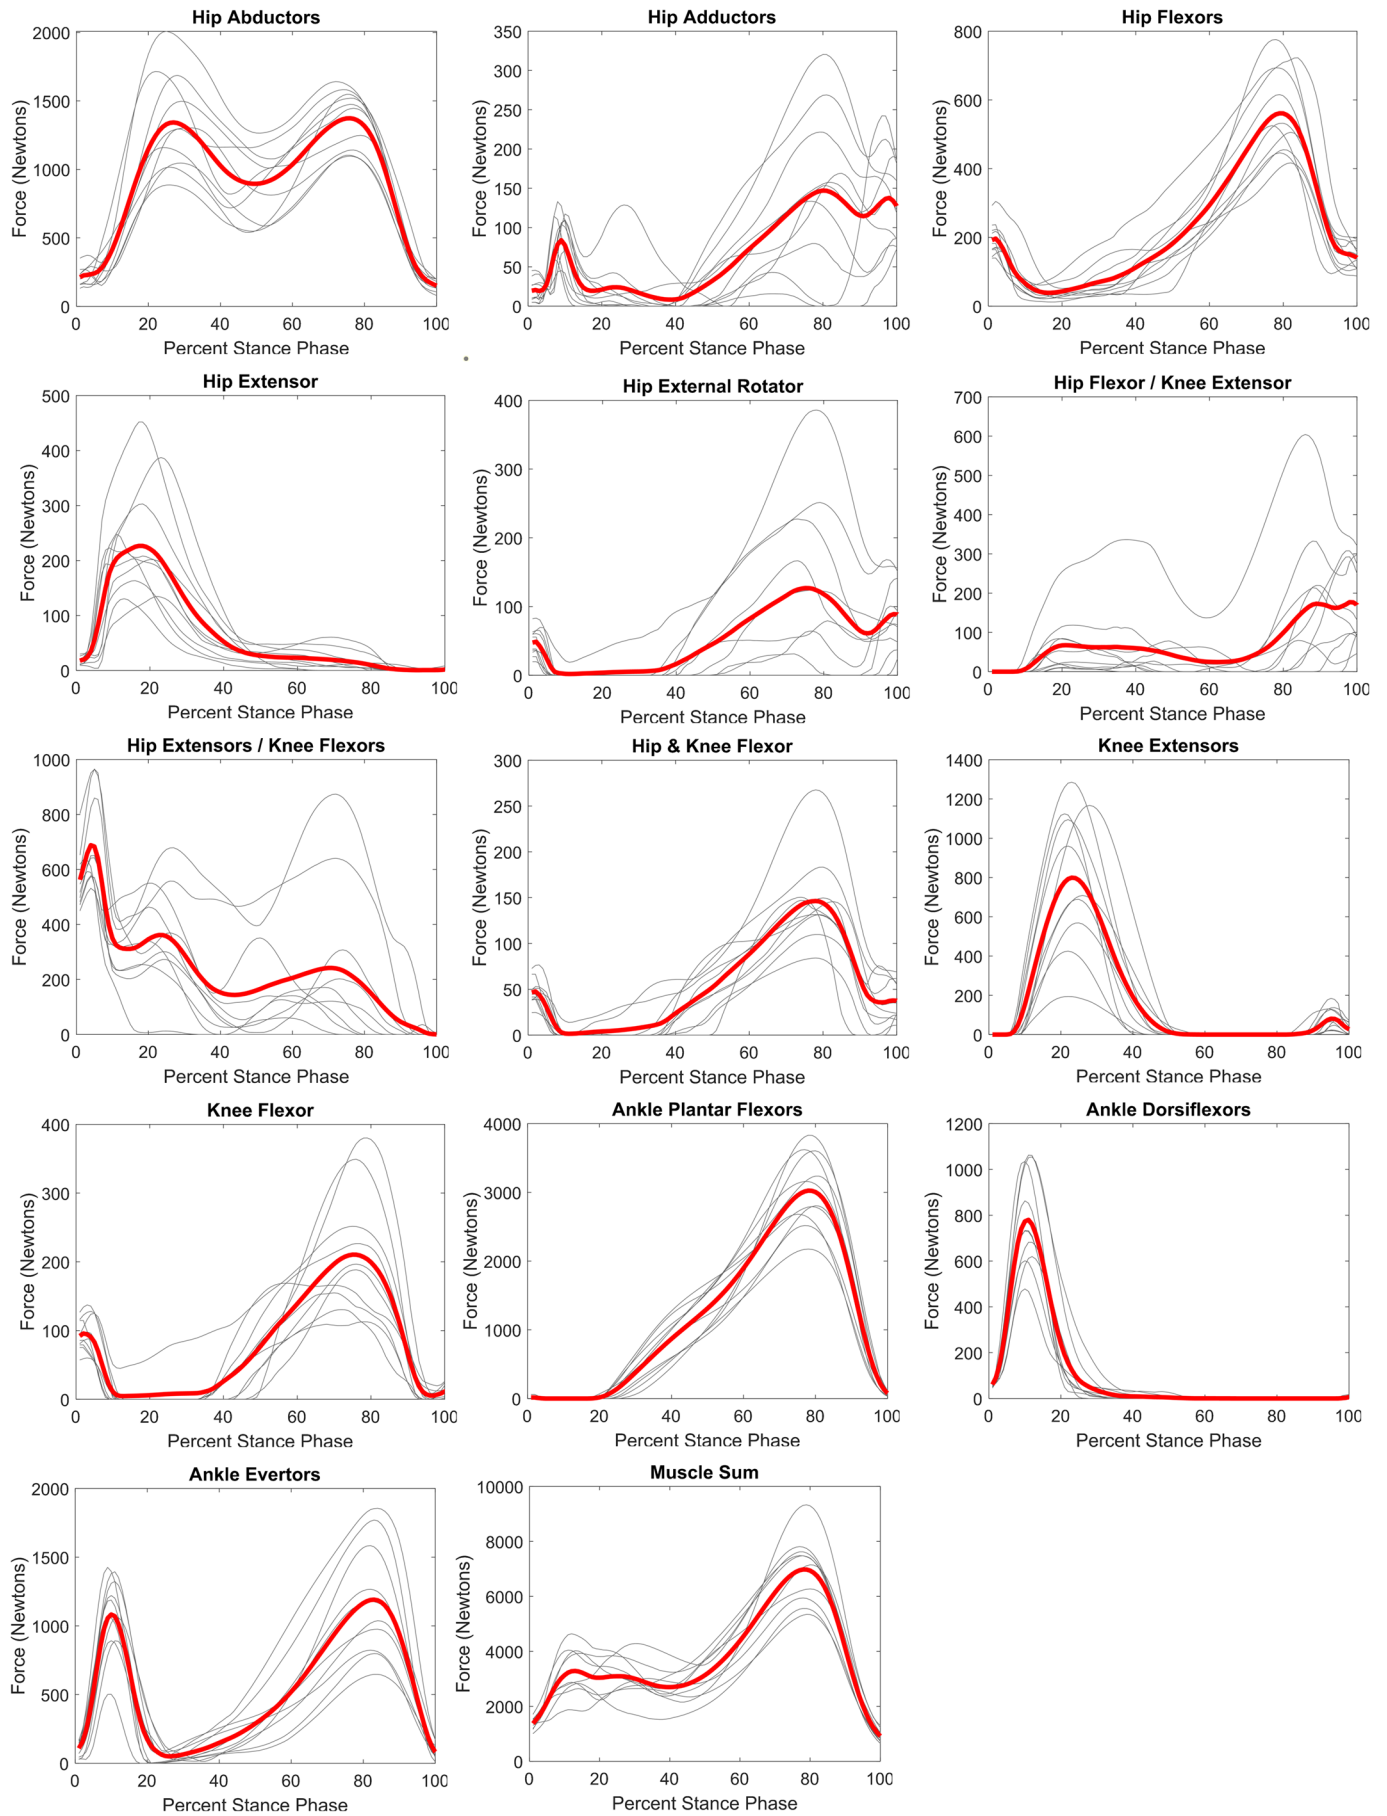 Hip Abductors
Force (Newtons)
2000
1500
1000
500
0
0 20 40 60 80 100
Percent Stance Phase
Hip Adductors
Force (Newtons)
350
300
250
200
150
100
50
0
0 20 40 60 80 100
Percent Stance Phase
Hip Flexors
Force (Newtons)
800
600
400
200
0
0 20 40 60 80 100
Percent Stance Phase
Hip Extensor
Force (Newtons)
500
400
300
200
100
0
0 20 40 60 80 100
Percent Stance Phase
Hip External Rotator
Force (Newtons)
400
300
200
100
0
0 20 40 60 80 100
Percent Stance Phase
Hip Flexor / Knee Extensor
Force (Newtons)
700
600
500
400
300
200
100
0
0 20 40 60 80 100
Percent Stance Phase
Hip Extensors / Knee Flexors
Force (Newtons)
1000
800
600
400
200
0
0 20 40 60 80 100
Percent Stance Phase
Hip & Knee Flexor
Force (Newtons)
300
250
200
150
100
50
0
0 20 40 60 80 100
Percent Stance Phase
Knee Extensors
Force (Newtons)
1400
1200
1000
800
600
400
200
0
0 20 40 60 80 100
Percent Stance Phase
Knee Flexor
Force (Newtons)
400
300
200
100
0
0 20 40 60 80 100
Percent Stance Phase
Ankle Plantar Flexors
Force (Newtons)
4000
3000
2000
1000
0
0 20 40 60 80 100
Percent Stance Phase
Ankle Dorsiflexors
Force (Newtons)
1200
1000
800
600
400
200
0
0 20 40 60 80 100
Percent Stance Phase
Ankle Evertors
Force (Newtons)
2000
1500
1000
500
0
0 20 40 60 80 100
Percent Stance Phase
Muscle Sum
Force (Newtons)
10000
8000
6000
4000
2000
0
0 20 40 60 80 100
Percent Stance Phase